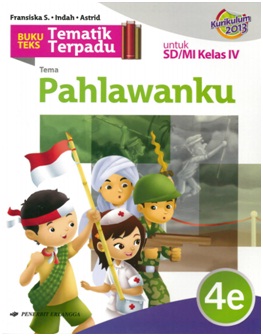 Fransiska S. • Indah • Astrid
BUKU TEKS
Tematik Terpadu
untuk
SD/MI Kelas IV
Kurikulum 2013
Tema
Pahlawanku
4e
PENERBIT ERLANGGA